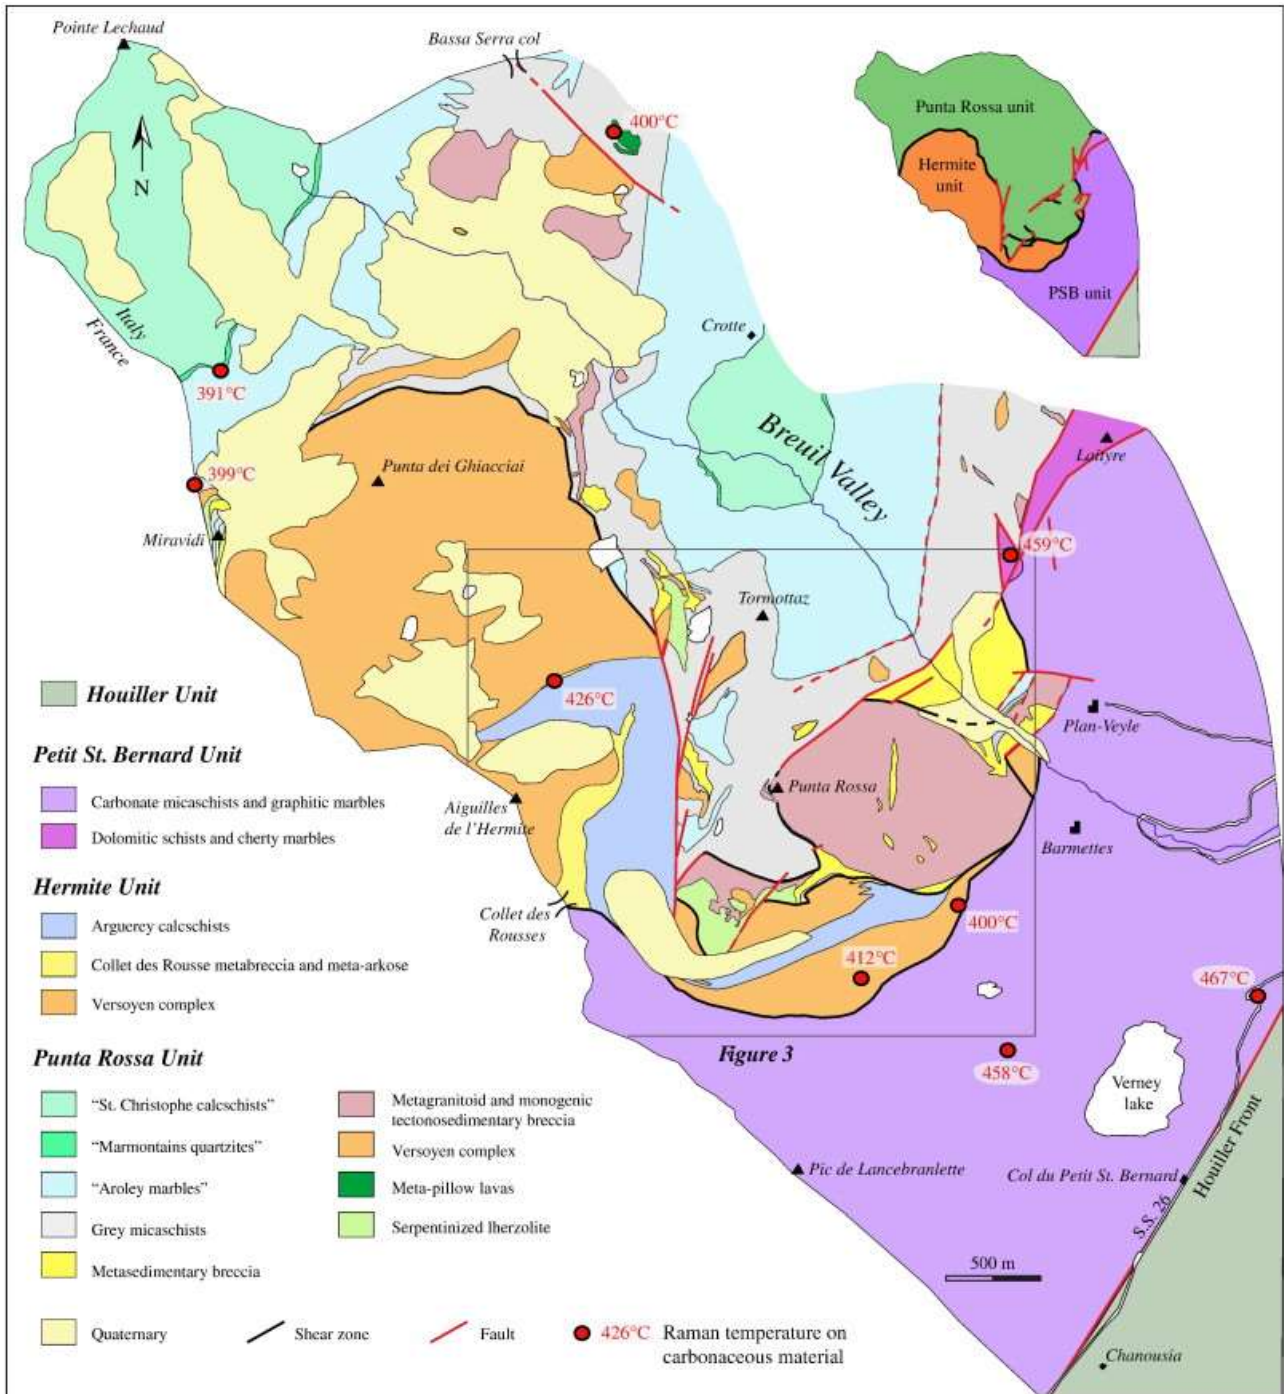 Pointe Lechaud
Bassa Serra col
400°C
Punta Rossa unit
Hermite
unit
PSB unit
N
Italy
France
Crotte
391°C
Breuil Valley
399°C
Punta dei Ghiacciai
Laityre
Miravidi
459°C
Tormottaz
426°C
Plan-Veyle
Punta Rossa
Aiguilles
de l'Hermite
Barmettes
Collet des
Rousses
400°C
412°C
467°C
Figure 3
458°C
Verney
lake
Houiller Front
Pic de Lancebranlette
Col du Petit St. Bernard
S.S. 26
500 m
Chanousia
Houiller Unit
Petit St. Bernard Unit
Carbonate micaschists and graphitic marbles
Dolomitic schists and cherty marbles
Hermite Unit
Arguerey calcschists
Collet des Rousse metabreccia and meta-arkose
Versoyen complex
Punta Rossa Unit
"St. Christophe calcschists"
"Marmontains quartzites"
"Aroley marbles"
Grey micaschists
Metasedimentary breccia
Metagranitoid and monogenic
tectonosedimentary breccia
Versoyen complex
Meta-pillow lavas
Serpentinized lherzolite
Quaternary
Shear zone
Fault
426°C Raman temperature on
carbonaceous material